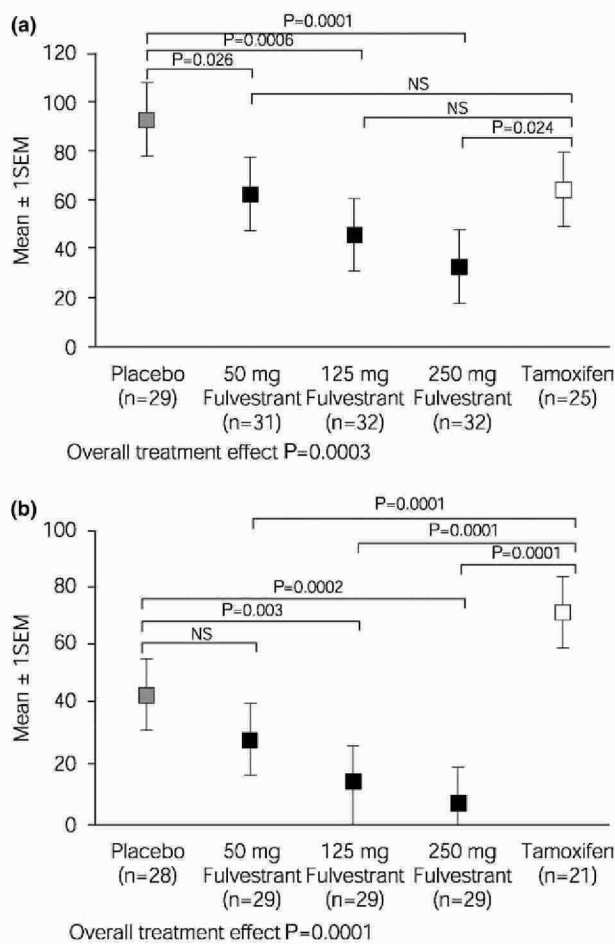 (a)
P=0.0001
P=0.0006
P=0.026
NS
NS
P=0.024
120
100
80
60
40
20
0
Mean ± 1SEM
Placebo 50 mg 125 mg 250 mg Tamoxifen
(n=29) Fulvestrant Fulvestrant Fulvestrant (n=25)
(n=31) (n=32) (n=32)
Overall treatment effect P=0.0003
(b)
P=0.0001
P=0.0001
P=0.0001
P=0.0002
P=0.003
NS
100
80
60
40
20
0
Mean ± 1SEM
Placebo 50 mg 125 mg 250 mg Tamoxifen
(n=28) Fulvestrant Fulvestrant Fulvestrant (n=21)
(n=29) (n=29) (n=29)
Overall treatment effect P=0.0001